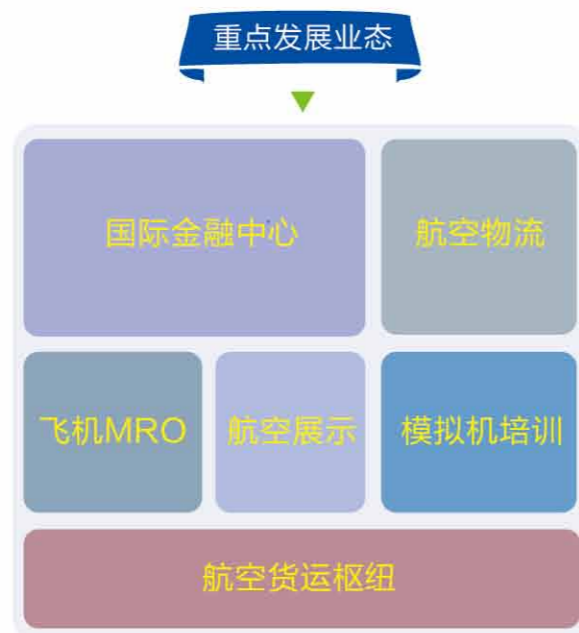 重点发展业态
国际金融中心
航空物流
飞机MRO
航空展示
模拟机培训
航空货运枢纽